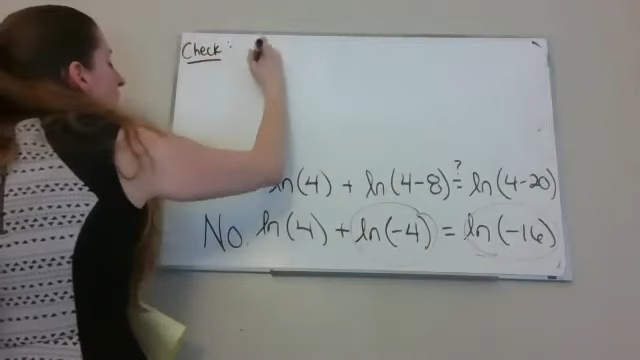 Check:
ln(4) + ln(4-8) ≟ ln(4-20)
No. ln(4) + ln(-4) = ln(-16)